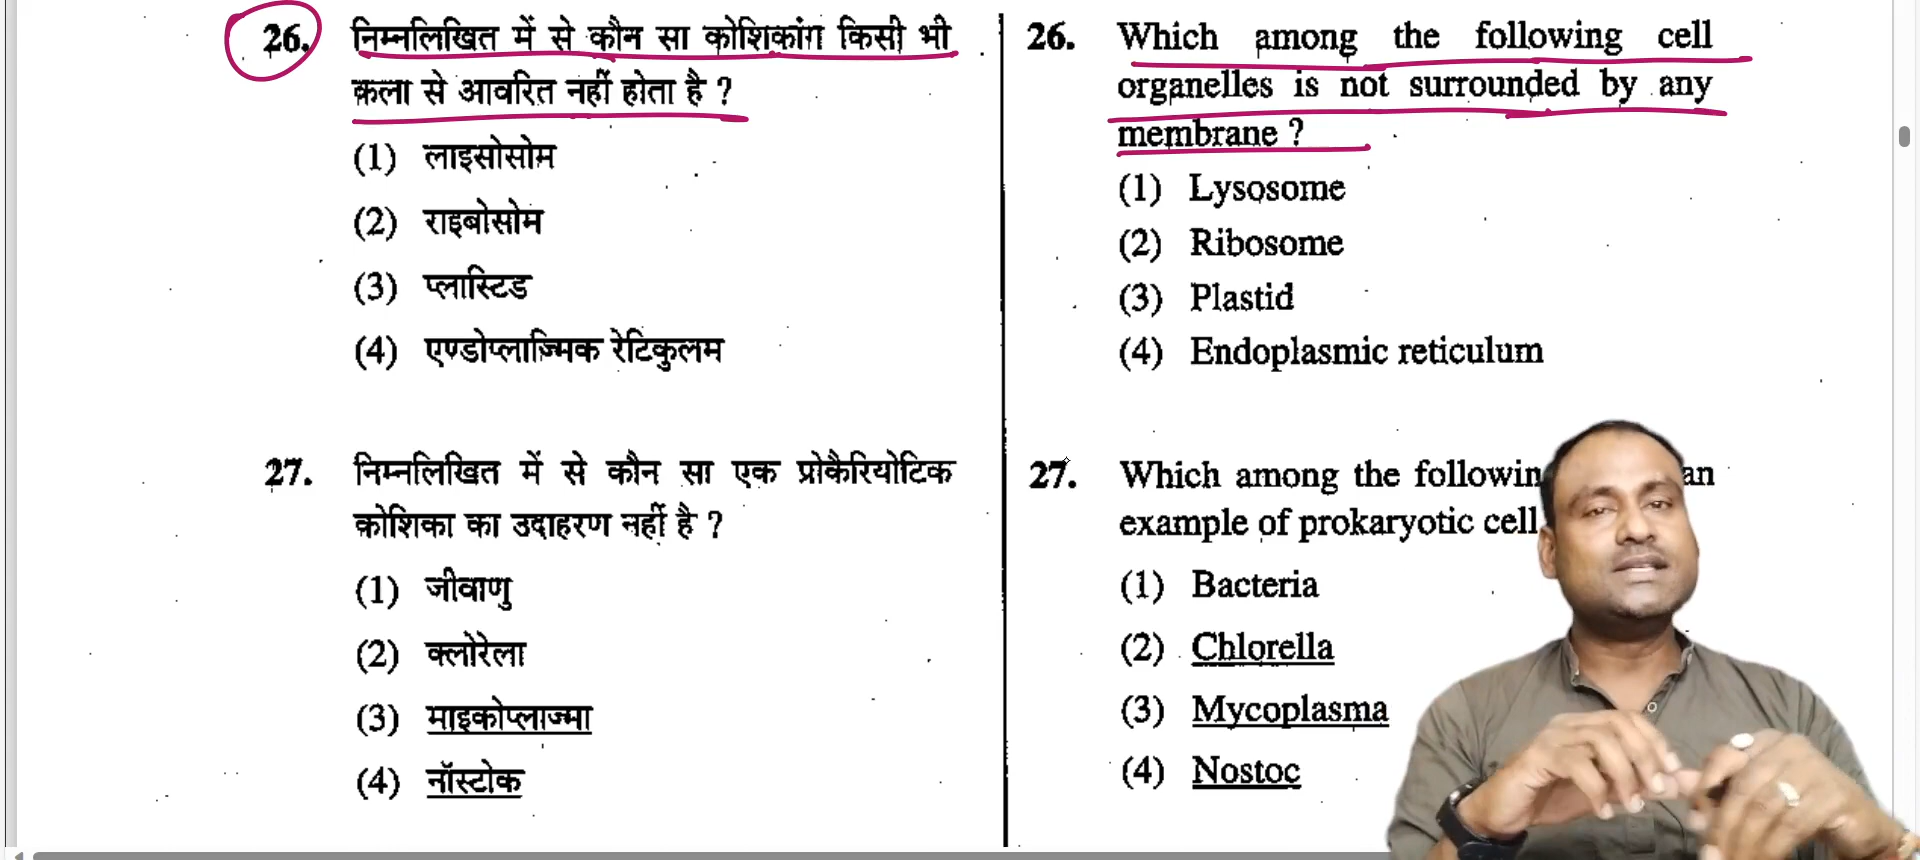 26. निम्नलिखित में से कौन सा कोशिकांग किसी भी
कला से आवरित नहीं होता है ?
(1) लाइसोसोम
(2) राइबोसोम
(3) प्लास्टिड
(4) एण्डोप्लाज़्मिक रेटिकुलम
27. निम्नलिखित में से कौन सा एक प्रोकैरियोटिक
कोशिका का उदाहरण नहीं है ?
(1) जीवाणु
(2) क्लोरेला
(3) माइकोप्लाज्मा
(4) नॉस्टोक
26. Which among the following cell
organelles is not surrounded by any
membrane ?
(1) Lysosome
(2) Ribosome
(3) Plastid
(4) Endoplasmic reticulum
27. Which among the followin an
example of prokaryotic cell
(1) Bacteria
(2) Chlorella
(3) Mycoplasma
(4) Nostoc